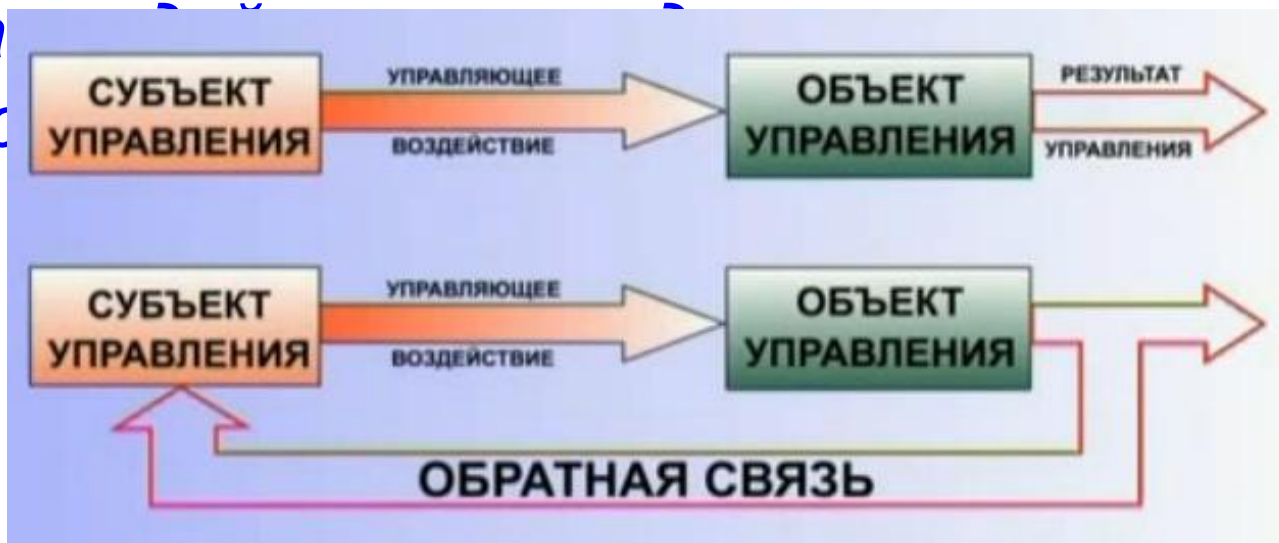 СУБЪЕКТ
УПРАВЛЕНИЯ
УПРАВЛЯЮЩЕЕ
ВОЗДЕЙСТВИЕ
ОБЪЕКТ
УПРАВЛЕНИЯ
РЕЗУЛЬТАТ
УПРАВЛЕНИЯ
СУБЪЕКТ
УПРАВЛЕНИЯ
УПРАВЛЯЮЩЕЕ
ВОЗДЕЙСТВИЕ
ОБЪЕКТ
УПРАВЛЕНИЯ
ОБРАТНАЯ СВЯЗЬ